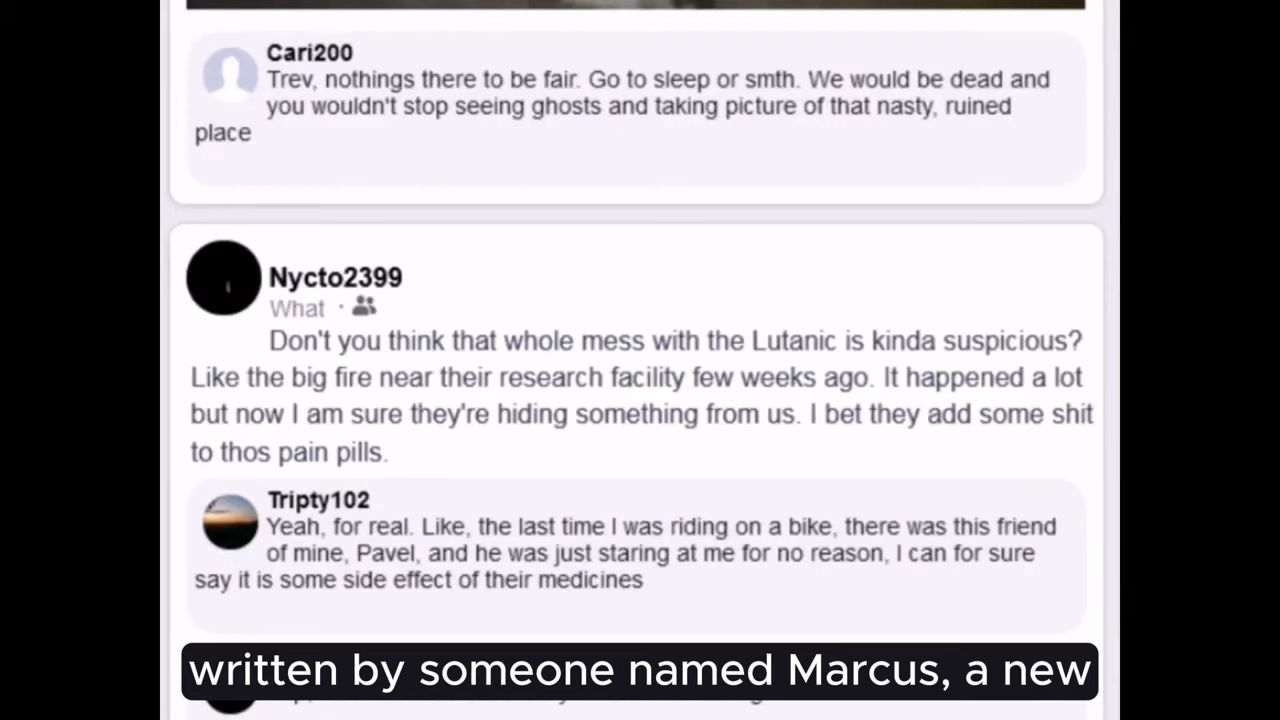 Cari200
Trev, nothings there to be fair. Go to sleep or smth. We would be dead and
you wouldn't stop seeing ghosts and taking picture of that nasty, ruined
place
Nycto2399
What ·
Don't you think that whole mess with the Lutanic is kinda suspicious?
Like the big fire near their research facility few weeks ago. It happened a lot
but now I am sure they're hiding something from us. I bet they add some shit
to thos pain pills.
Tripty102
Yeah, for real. Like, the last time I was riding on a bike, there was this friend
of mine, Pavel, and he was just staring at me for no reason, I can for sure
say it is some side effect of their medicines
written by someone named Marcus, a new